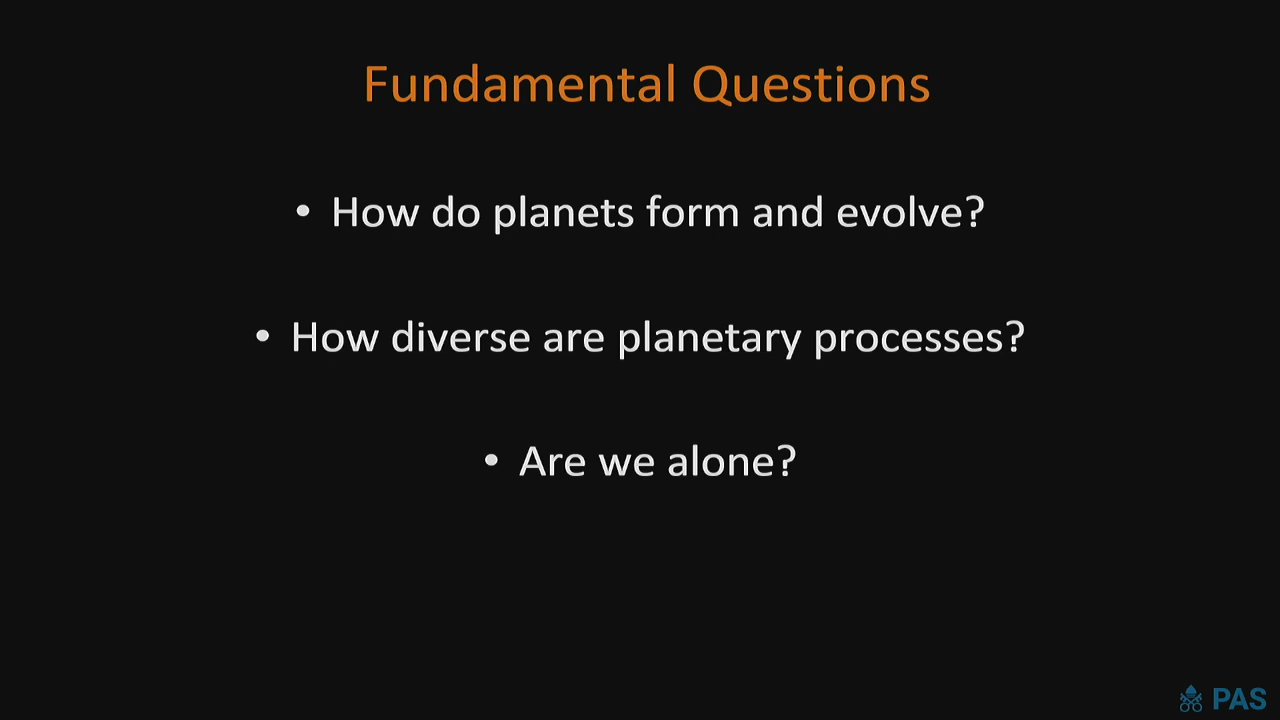 Fundamental Questions
• How do planets form and evolve?
• How diverse are planetary processes?
• Are we alone?
PAS